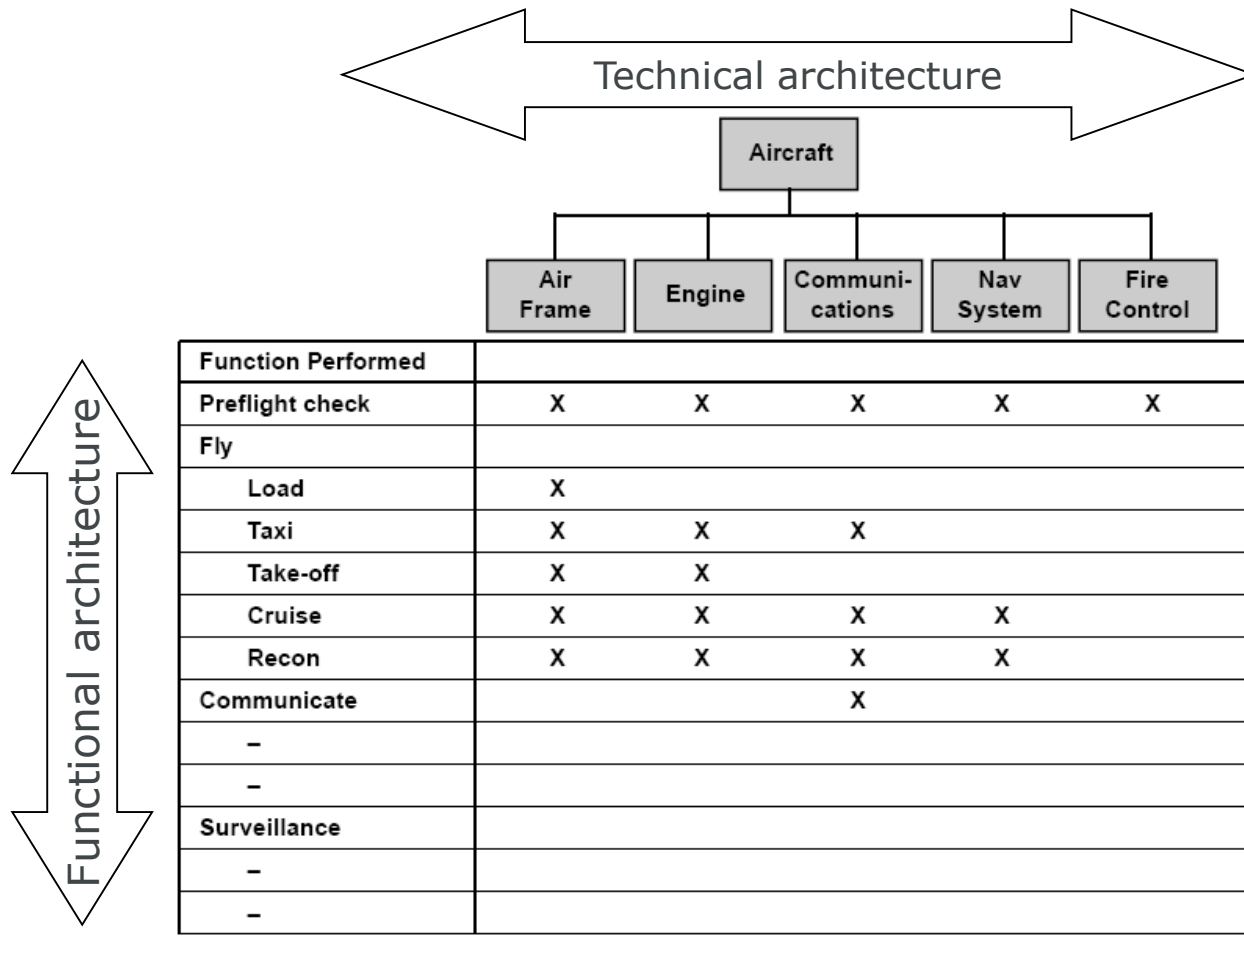 Technical architecture
Aircraft
Air
Frame
Engine
Communi-
cations
Nav
System
Fire
Control
Functional architecture
Function Performed
Preflight check X X X X X
Fly
Load X
Taxi X X X
Take-off X X
Cruise X X X X
Recon X X X X
Communicate X
–
–
Surveillance
–
–